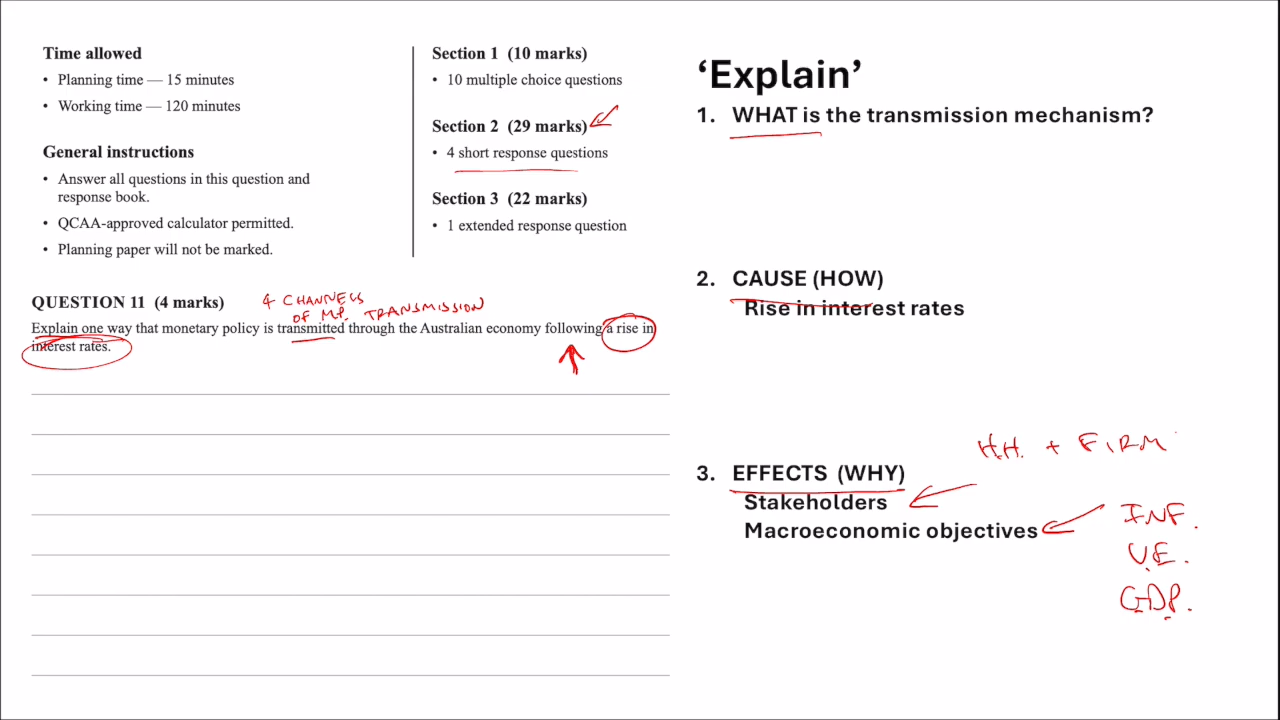 Time allowed
• Planning time — 15 minutes
• Working time — 120 minutes
General instructions
• Answer all questions in this question and
response book.
• QCAA-approved calculator permitted.
• Planning paper will not be marked.
Section 1 (10 marks)
• 10 multiple choice questions
Section 2 (29 marks)
• 4 short response questions
Section 3 (22 marks)
• 1 extended response question
QUESTION 11 (4 marks)
4 CHANNELS
OF M.P. TRANSMISSION
Explain one way that monetary policy is transmitted through the Australian economy following a rise in
interest rates.
‘Explain’
1. WHAT is the transmission mechanism?
2. CAUSE (HOW)
Rise in interest rates
H.H. + FIRM
3. EFFECTS (WHY)
Stakeholders
Macroeconomic objectives
INF.
U.E.
GDP.